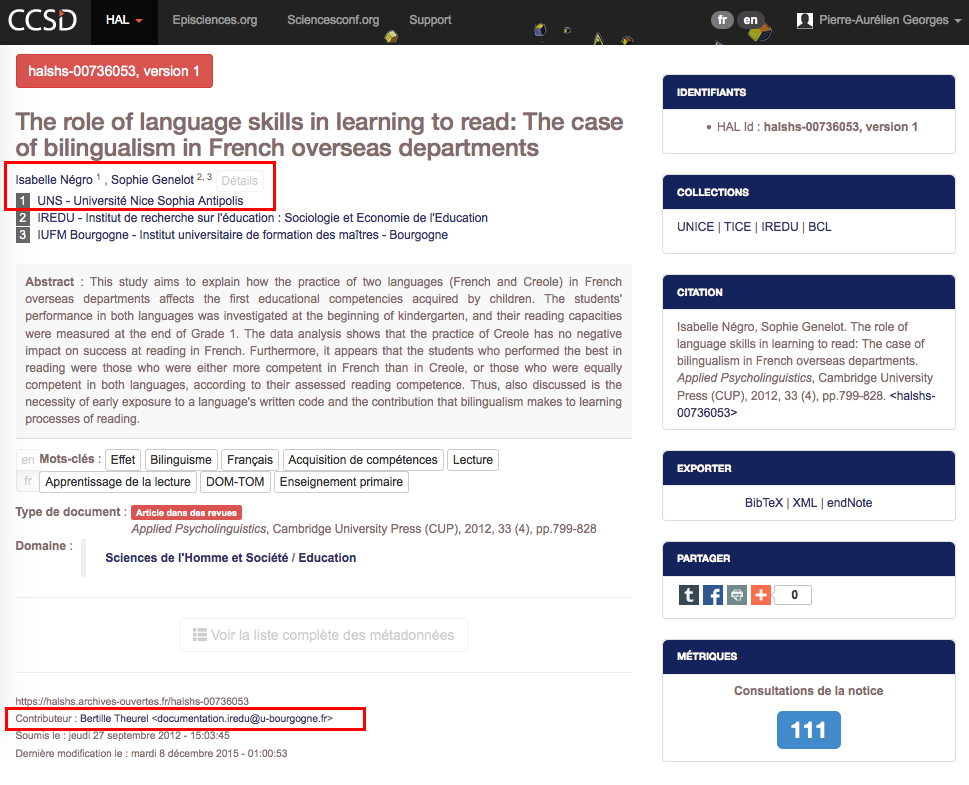 CCSD HAL Episciences.org Sciencesconf.org Support fr en Pierre-Aurélien Georges
halshs-00736053, version 1
The role of language skills in learning to read: The case
of bilingualism in French overseas departments
Isabelle Négro 1 , Sophie Genelot 2, 3 Détails
1 UNS - Université Nice Sophia Antipolis
2 IREDU - Institut de recherche sur l'éducation : Sociologie et Economie de l'Education
3 IUFM Bourgogne - Institut universitaire de formation des maîtres - Bourgogne
Abstract : This study aims to explain how the practice of two languages (French and Creole) in French
overseas departments affects the first educational competencies acquired by children. The students'
performance in both languages was investigated at the beginning of kindergarten, and their reading capacities
were measured at the end of Grade 1. The data analysis shows that the practice of Creole has no negative
impact on success at reading in French. Furthermore, it appears that the students who performed the best in
reading were those who were either more competent in French than in Creole, or those who were equally
competent in both languages, according to their assessed reading competence. Thus, also discussed is the
necessity of early exposure to a language's written code and the contribution that bilingualism makes to learning
processes of reading.
en Mots-clés : Effet Bilinguisme Français Acquisition de compétences Lecture
fr Apprentissage de la lecture DOM-TOM Enseignement primaire
Type de document : Article dans des revues
Applied Psycholinguistics, Cambridge University Press (CUP), 2012, 33 (4), pp.799-828
Domaine :
Sciences de l'Homme et Société / Education
Voir la liste complète des métadonnées
https://halshs.archives-ouvertes.fr/halshs-00736053
Contributeur : Bertille Theurel <documentation.iredu@u-bourgogne.fr>
Soumis le : jeudi 27 septembre 2012 - 15:03:45
Dernière modification le : mardi 8 décembre 2015 - 01:00:53
IDENTIFIANTS
• HAL Id : halshs-00736053, version 1
COLLECTIONS
UNICE | TICE | IREDU | BCL
CITATION
Isabelle Négro, Sophie Genelot. The role of
language skills in learning to read: The case of
bilingualism in French overseas departments.
Applied Psycholinguistics, Cambridge University
Press (CUP), 2012, 33 (4), pp.799-828. <halshs-
00736053>
EXPORTER
BibTeX | XML | endNote
PARTAGER
t f + 0
MÉTRIQUES
Consultations de la notice
111